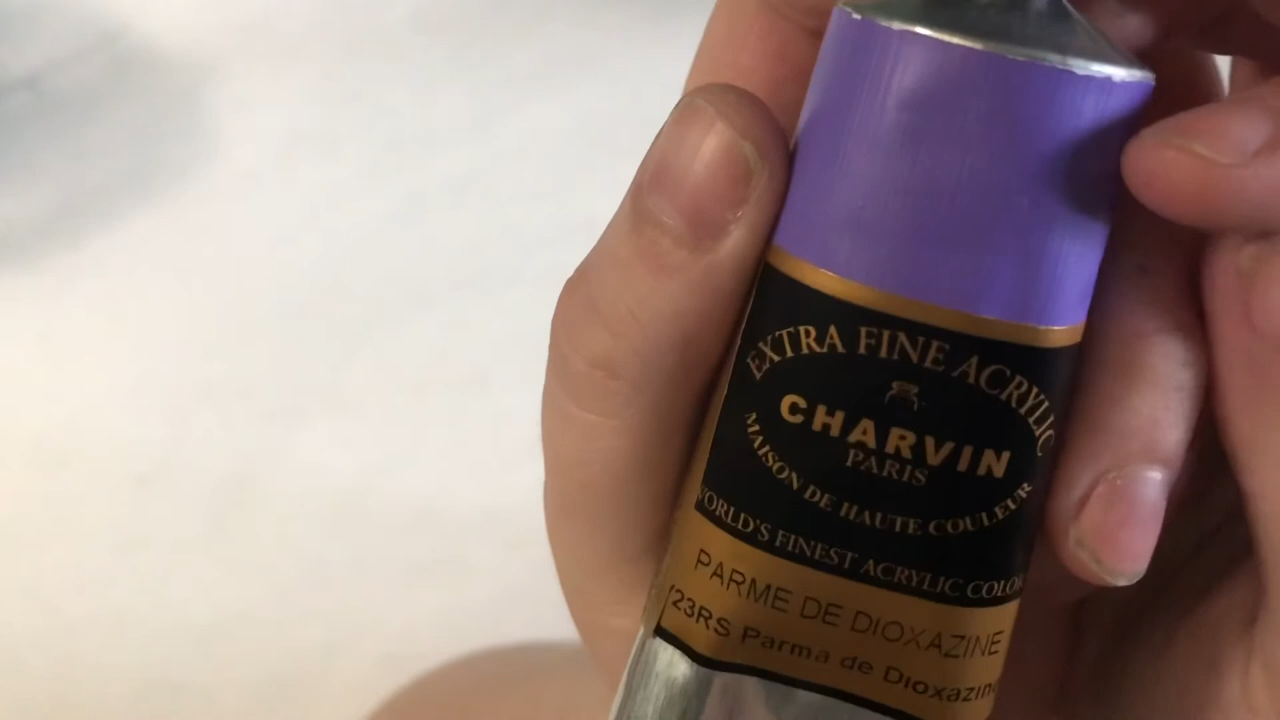 EXTRA FINE ACRYLIC
CHARVIN
PARIS
MAISON DE HAUTE COULEUR
WORLD'S FINEST ACRYLIC COLOR
PARME DE DIOXAZINE
Parma de Dioxazine